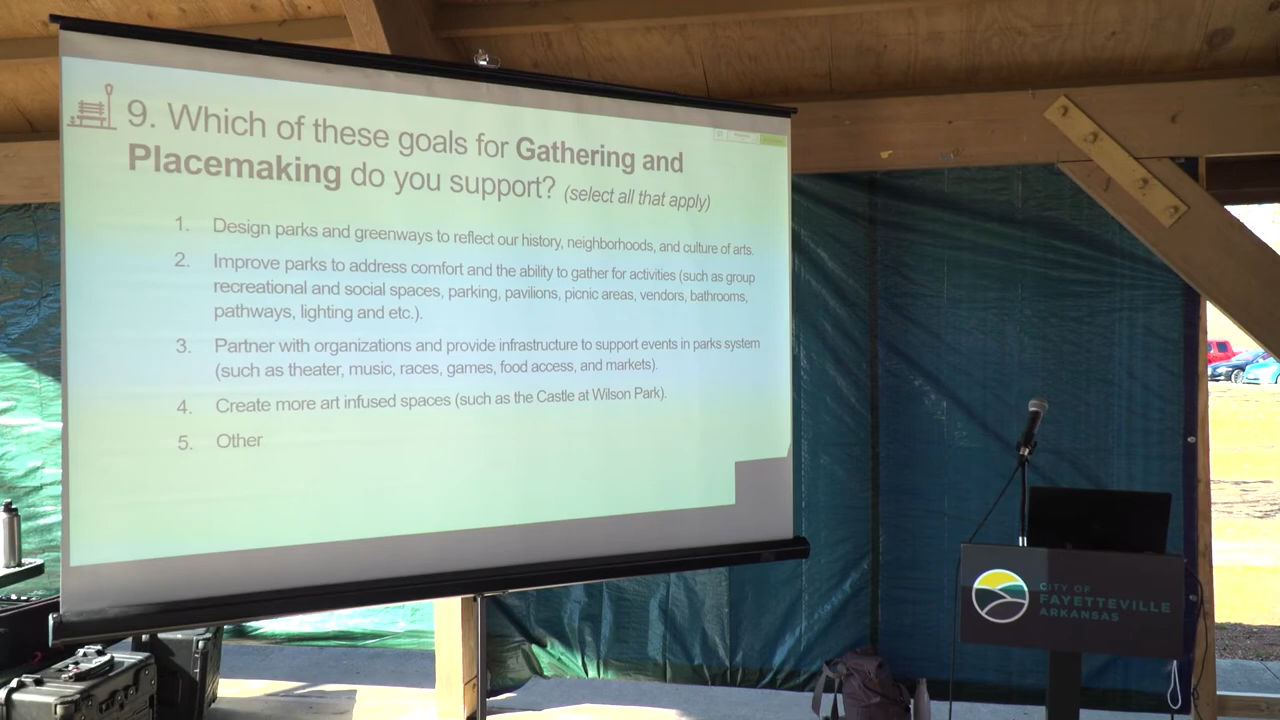 9. Which of these goals for Gathering and
Placemaking do you support? (select all that apply)
1. Design parks and greenways to reflect our history, neighborhoods, and culture of arts.
2. Improve parks to address comfort and the ability to gather for activities (such as group
recreational and social spaces, parking, pavilions, picnic areas, vendors, bathrooms,
pathways, lighting and etc.).
3. Partner with organizations and provide infrastructure to support events in parks system
(such as theater, music, races, games, food access, and markets).
4. Create more art infused spaces (such as the Castle at Wilson Park).
5. Other
CITY OF
FAYETTEVILLE
ARKANSAS